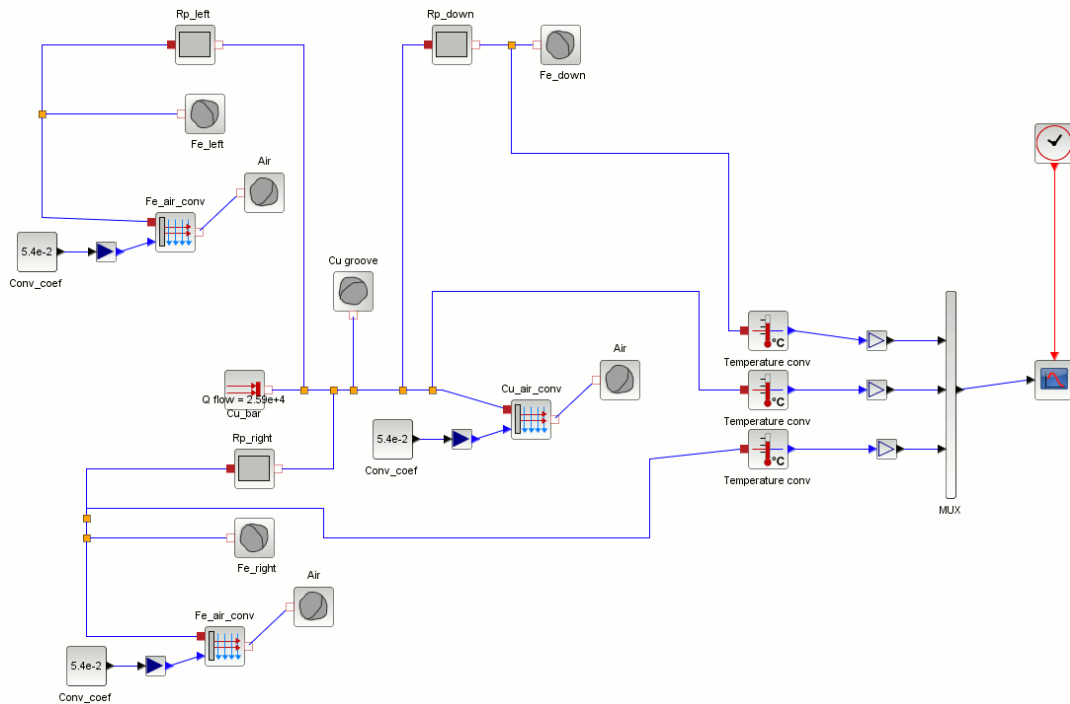 Rp_left
Rp_down
Fe_down
Fe_left
Air
Fe_air_conv
5.4e-2
Conv_coef
Cu groove
°C
Temperature conv
Air
Q flow = 2.59e+4
Cu_bar
Cu_air_conv
°C
Temperature conv
5.4e-2
Conv_coef
Rp_right
°C
Temperature conv
MUX
Fe_right
Air
Fe_air_conv
5.4e-2
Conv_coef